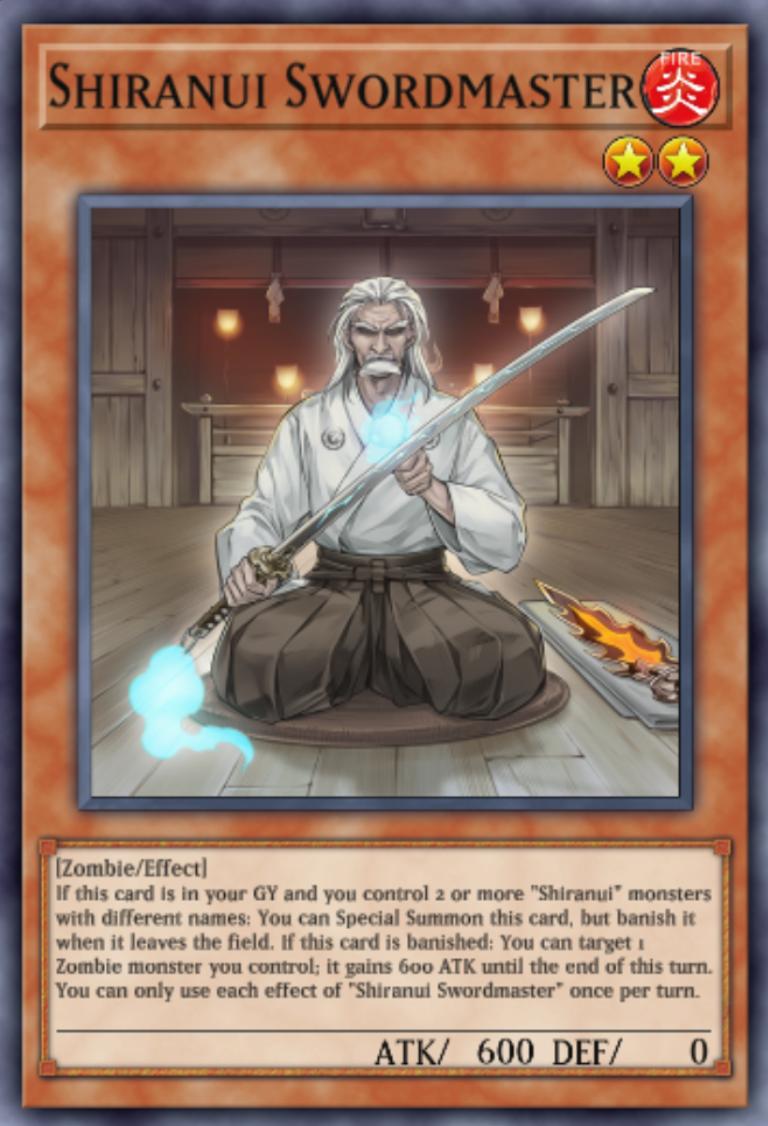 Shiranui Swordmaster
FIRE
炎
[Zombie/Effect]
If this card is in your GY and you control 2 or more "Shiranui" monsters
with different names: You can Special Summon this card, but banish it
when it leaves the field. If this card is banished: You can target 1
Zombie monster you control; it gains 600 ATK until the end of this turn.
You can only use each effect of "Shiranui Swordmaster" once per turn.
ATK/ 600 DEF/ 0